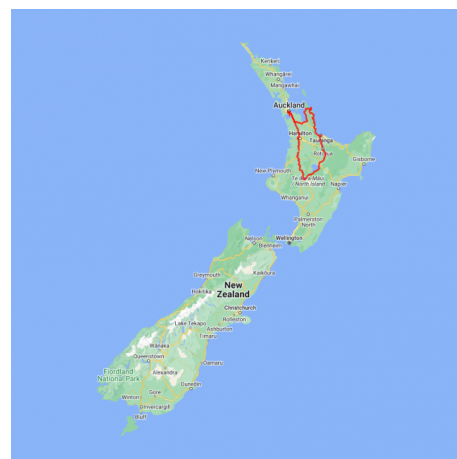 Kerikeri
Whangārei
Mangawhai
Auckland
Hamilton
Tauranga
Rotorua
Gisborne
New Plymouth
Te Ika-a-Māui
North Island
Napier
Whanganui
Palmerston
North
Wellington
Nelson
Blenheim
Kaikōura
Greymouth
Hokitika
New
Zealand
Christchurch
Rolleston
Lake Tekapo
Ashburton
Timaru
Wānaka
Queenstown
Oamaru
Fiordland
National Park
Alexandra
Dunedin
Gore
Winton
Invercargill
Bluff